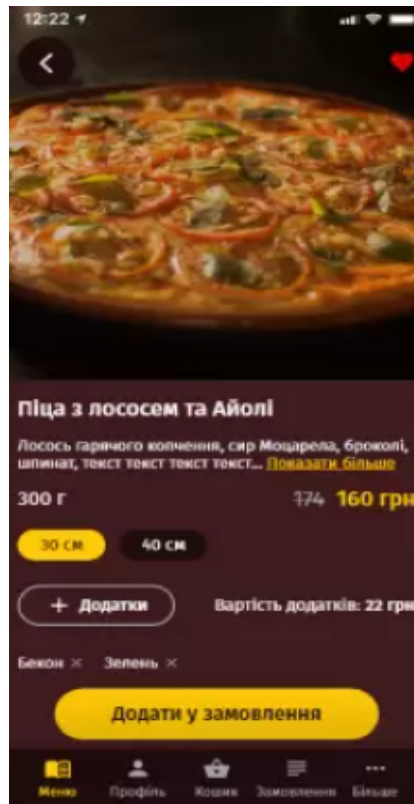 12:22
Піца з лососем та Айолі
Лосось гарячого копчення, сир Моцарела, броколі,
шпинат, текст текст текст текст... Показати більше
300 г
174 160 грн
30 см 40 см
+ Додатки Вартість додатків: 22 грн
Бекон × Зелень ×
Додати у замовлення
Меню Профіль Кошик Замовлення Більше